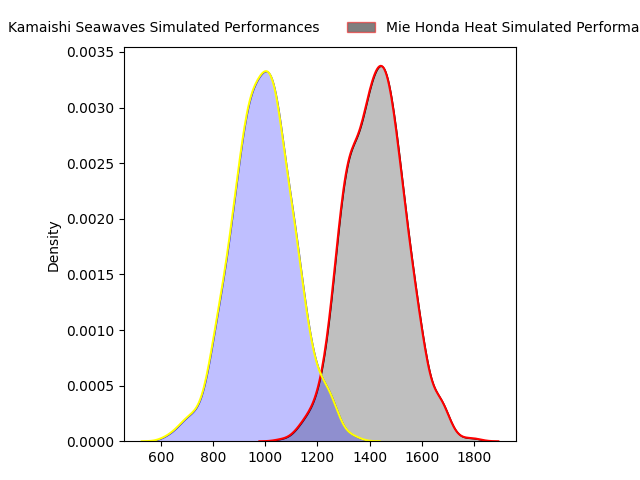 Kamaishi Seawaves Simulated Performances
Mie Honda Heat Simulated Performa
0.0035
0.0030
0.0025
0.0020
0.0015
0.0010
0.0005
0.0000
Density
600 800 1000 1200 1400 1600 1800